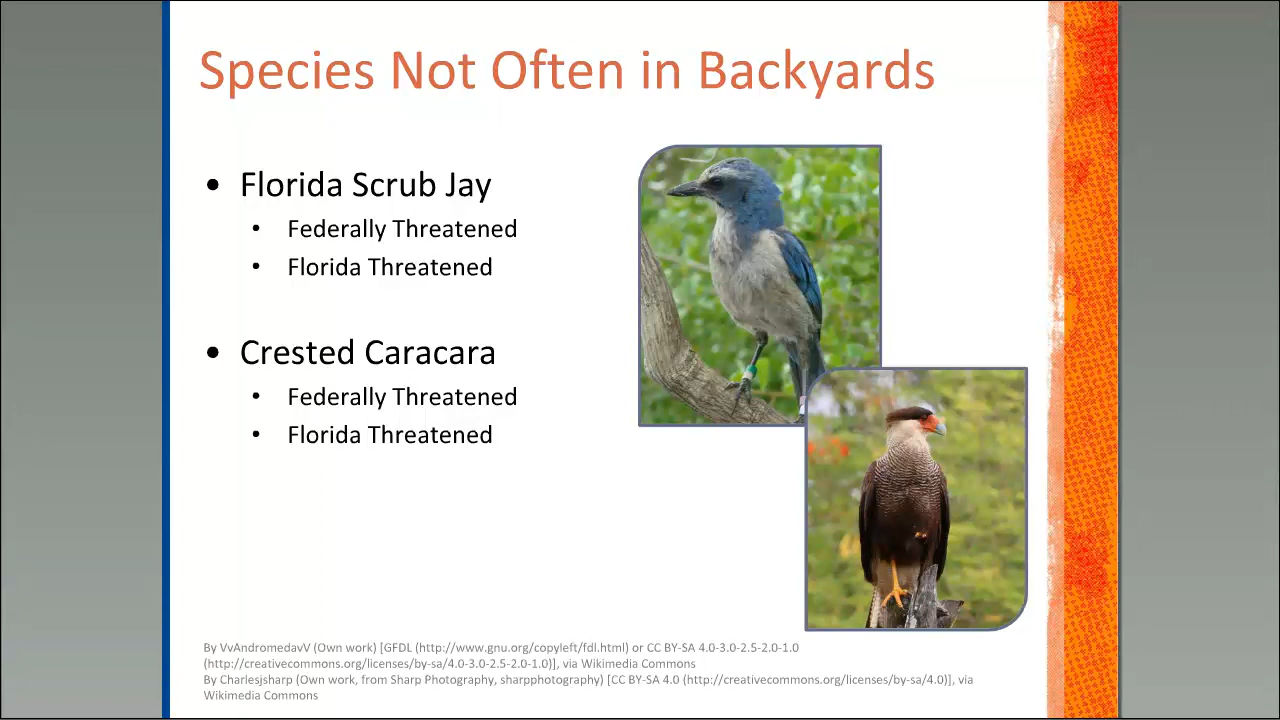 Species Not Often in Backyards
• Florida Scrub Jay
• Federally Threatened
• Florida Threatened
• Crested Caracara
• Federally Threatened
• Florida Threatened
By VvAndromedavV (Own work) [GFDL (http://www.gnu.org/copyleft/fdl.html) or CC BY-SA 4.0-3.0-2.5-2.0-1.0
(http://creativecommons.org/licenses/by-sa/4.0-3.0-2.5-2.0-1.0)], via Wikimedia Commons
By Charlesjsharp (Own work, from Sharp Photography, sharpphotography) [CC BY-SA 4.0 (http://creativecommons.org/licenses/by-sa/4.0)], via
Wikimedia Commons